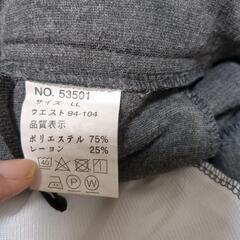 NO. 53501
サイズ LL
ウエスト 94-104
品質表示
ポリエステル 75%
レーヨン 25%
40
P W